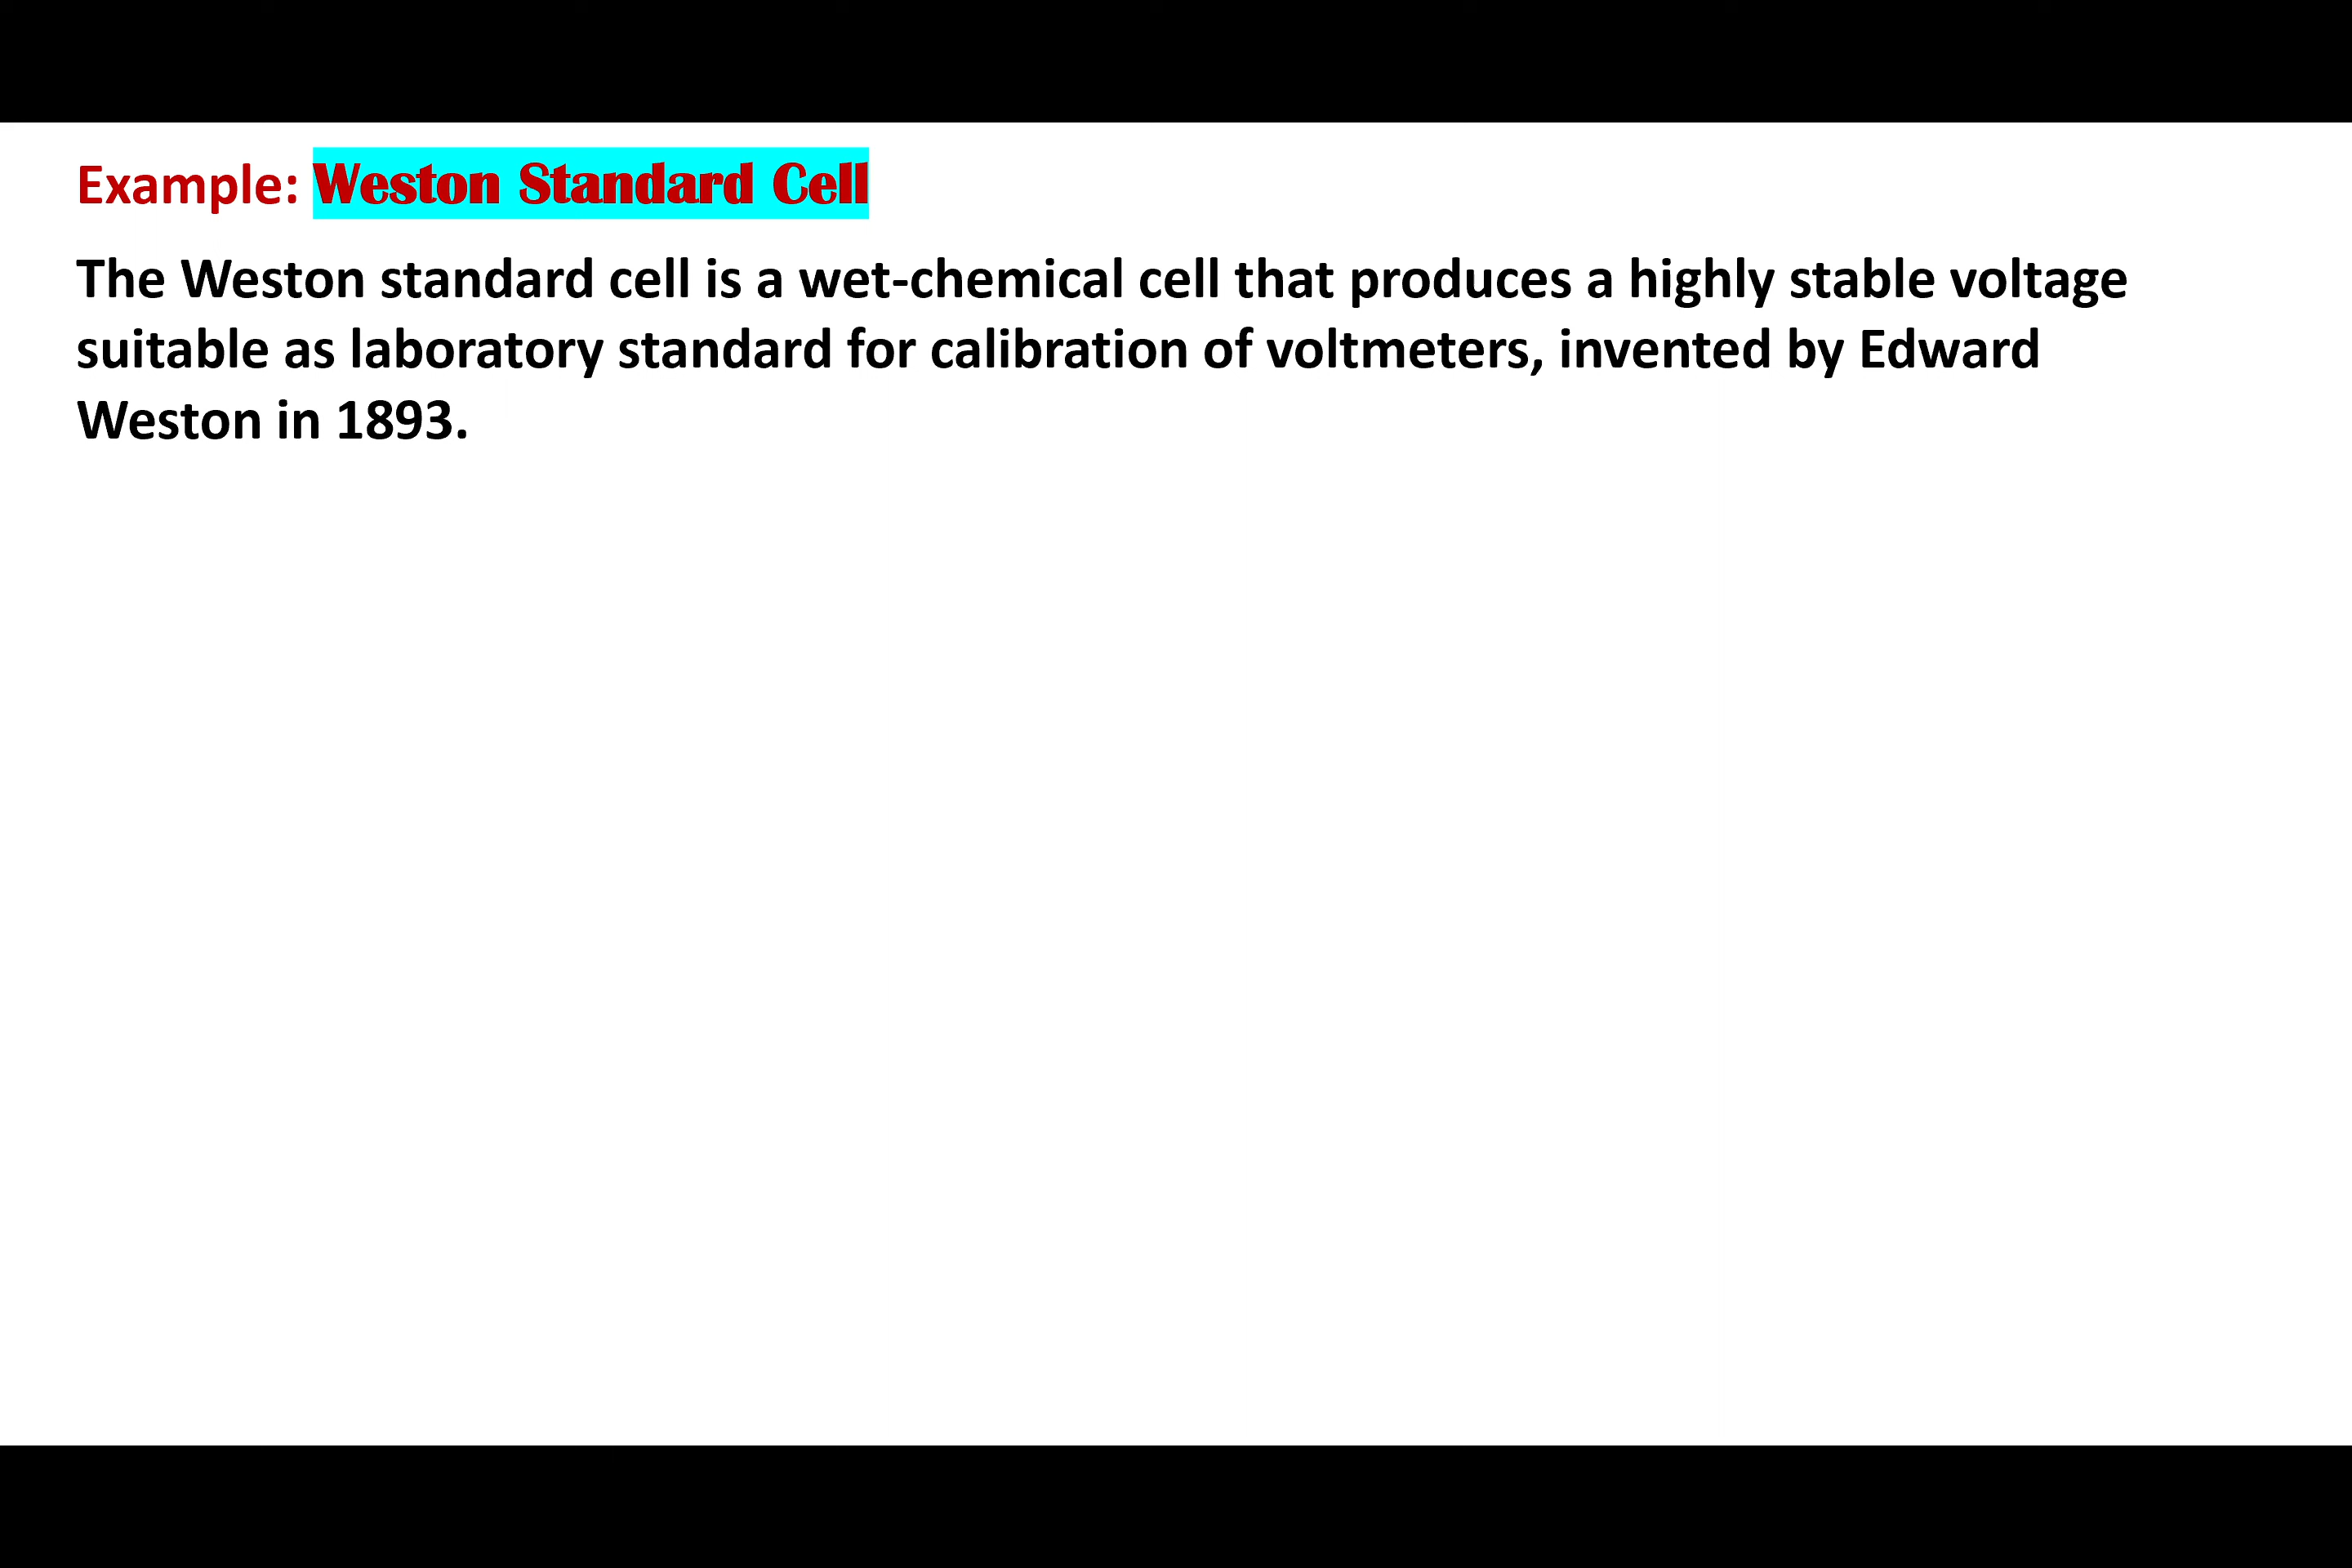 Example: Weston Standard Cell
The Weston standard cell is a wet-chemical cell that produces a highly stable voltage
suitable as laboratory standard for calibration of voltmeters, invented by Edward
Weston in 1893.